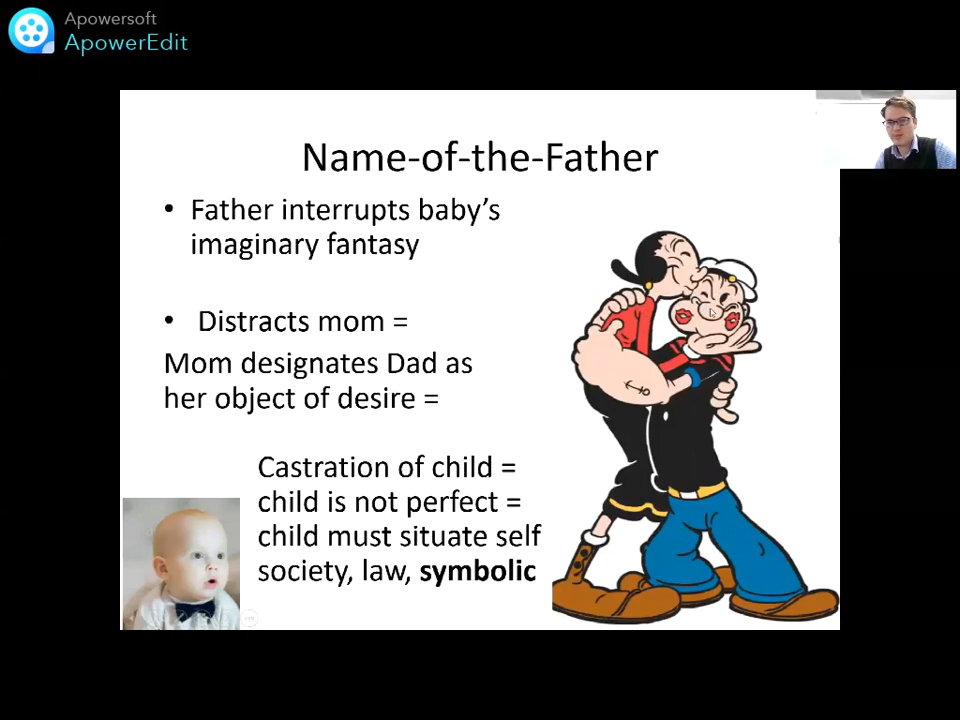 Apowersoft
ApowerEdit
Name-of-the-Father
• Father interrupts baby's
imaginary fantasy
• Distracts mom =
Mom designates Dad as
her object of desire =
Castration of child =
child is not perfect =
child must situate self
society, law, symbolic